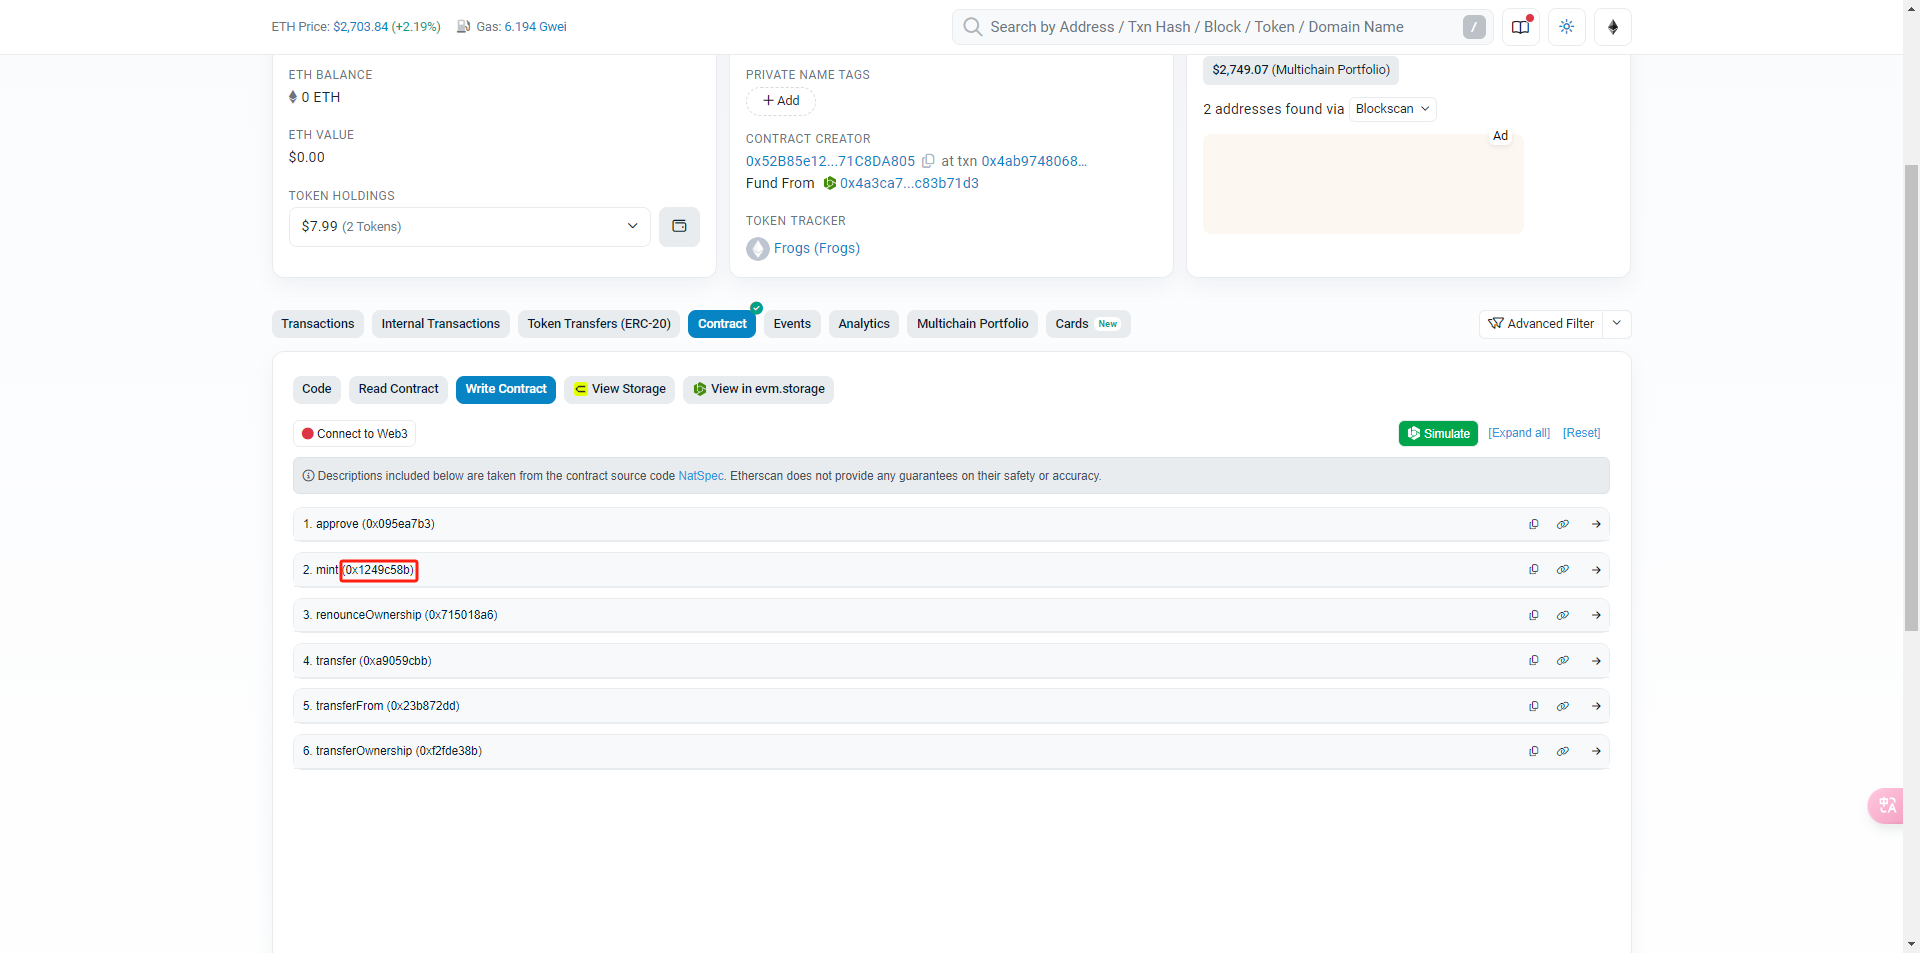 ETH Price: $2,703.84 (+2.19%) Gas: 6.194 Gwei
Search by Address / Txn Hash / Block / Token / Domain Name /
ETH BALANCE
0 ETH
ETH VALUE
$0.00
TOKEN HOLDINGS
$7.99 (2 Tokens)
PRIVATE NAME TAGS
+ Add
CONTRACT CREATOR
0x52B85e12...71C8DA805 at txn 0x4ab9748068...
Fund From 0x4a3ca7...c83b71d3
TOKEN TRACKER
Frogs (Frogs)
$2,749.07 (Multichain Portfolio)
2 addresses found via Blockscan
Ad
Transactions Internal Transactions Token Transfers (ERC-20) Contract Events Analytics Multichain Portfolio Cards New Advanced Filter
Code Read Contract Write Contract View Storage View in evm.storage
Connect to Web3 Simulate [Expand all] [Reset]
Descriptions included below are taken from the contract source code NatSpec. Etherscan does not provide any guarantees on their safety or accuracy.
1. approve (0x095ea7b3)
2. mint (0x1249c58b)
3. renounceOwnership (0x715018a6)
4. transfer (0xa9059cbb)
5. transferFrom (0x23b872dd)
6. transferOwnership (0xf2fde38b)
中A